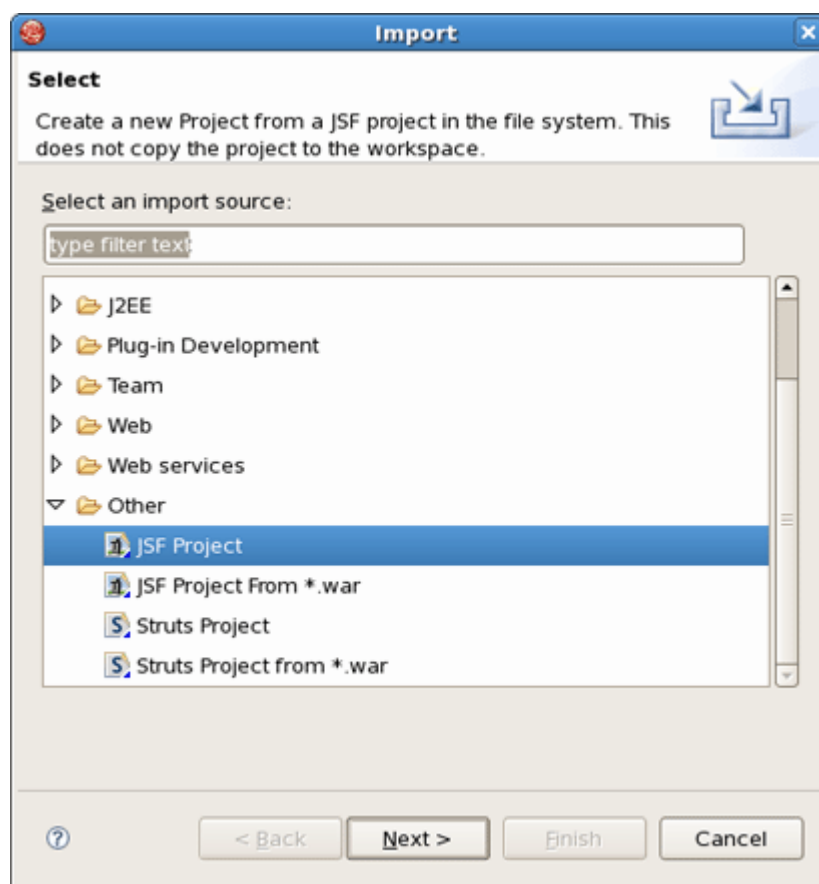 Import
Select
Create a new Project from a JSF project in the file system. This
does not copy the project to the workspace.
Select an import source:
type filter text
J2EE
Plug-in Development
Team
Web
Web services
Other
JSF Project
JSF Project From *.war
Struts Project
Struts Project from *.war
< Back Next > Finish Cancel